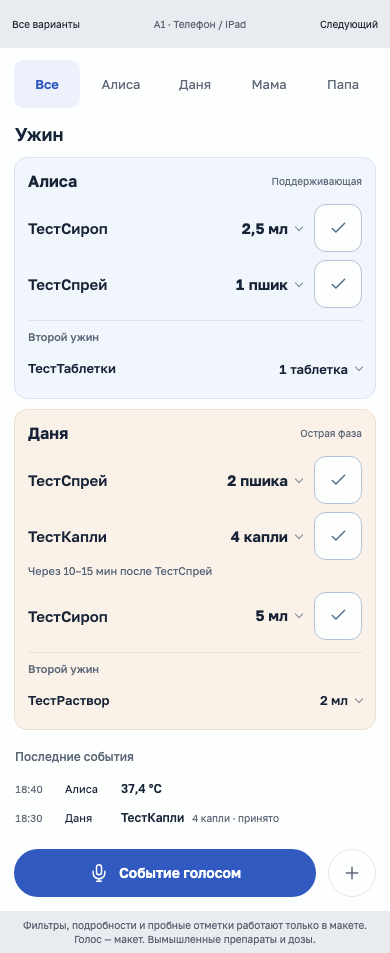 Все варианты A1 · Телефон / iPad Следующий
Все Алиса Даня Мама Папа
Ужин
Алиса Поддерживающая
ТестСироп 2,5 мл
ТестСпрей 1 пшик
Второй ужин
ТестТаблетки 1 таблетка
Даня Острая фаза
ТестСпрей 2 пшика
ТестКапли 4 капли
Через 10–15 мин после ТестСпрей
ТестСироп 5 мл
Второй ужин
ТестРаствор 2 мл
Последние события
18:40 Алиса 37,4 °C
18:30 Даня ТестКапли 4 капли · принято
Событие голосом
Фильтры, подробности и пробные отметки работают только в макете.
Голос — макет. Вымышленные препараты и дозы.